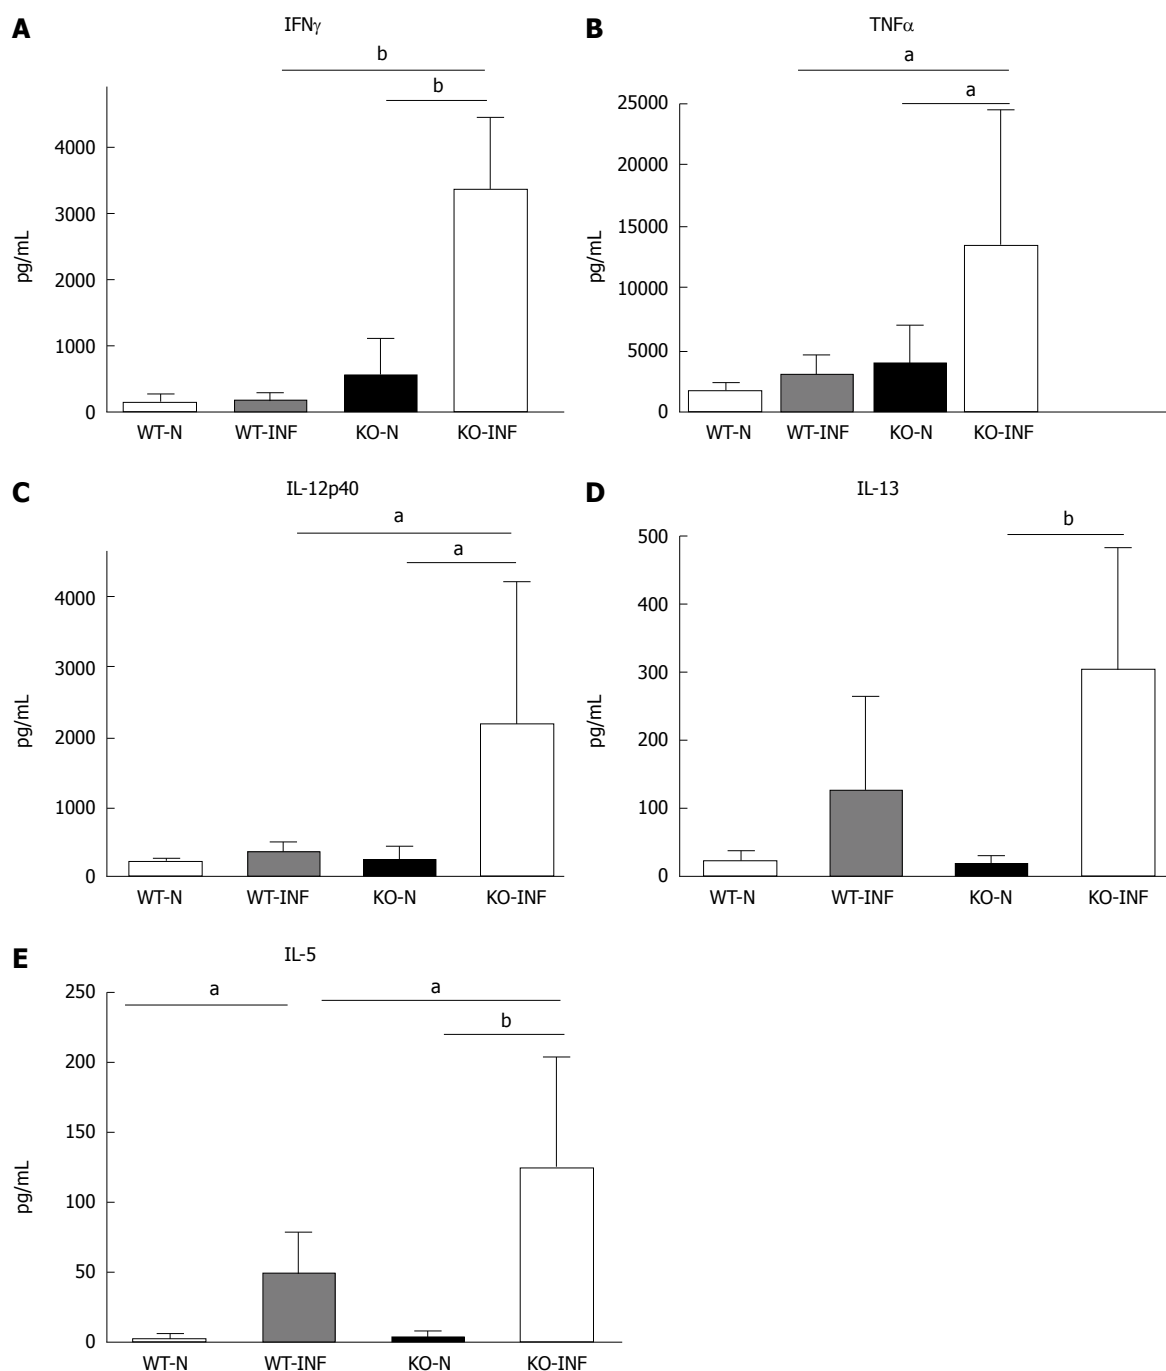 A
IFNγ
b
b
pg/mL
4000
3000
2000
1000
0
WT-N WT-INF KO-N KO-INF
B
TNFα
a
a
pg/mL
25000
20000
15000
10000
5000
0
WT-N WT-INF KO-N KO-INF
C
IL-12p40
a
a
pg/mL
4000
3000
2000
1000
0
WT-N WT-INF KO-N KO-INF
D
IL-13
b
pg/mL
500
400
300
200
100
0
WT-N WT-INF KO-N KO-INF
E
IL-5
a a
b
pg/mL
250
200
150
100
50
0
WT-N WT-INF KO-N KO-INF